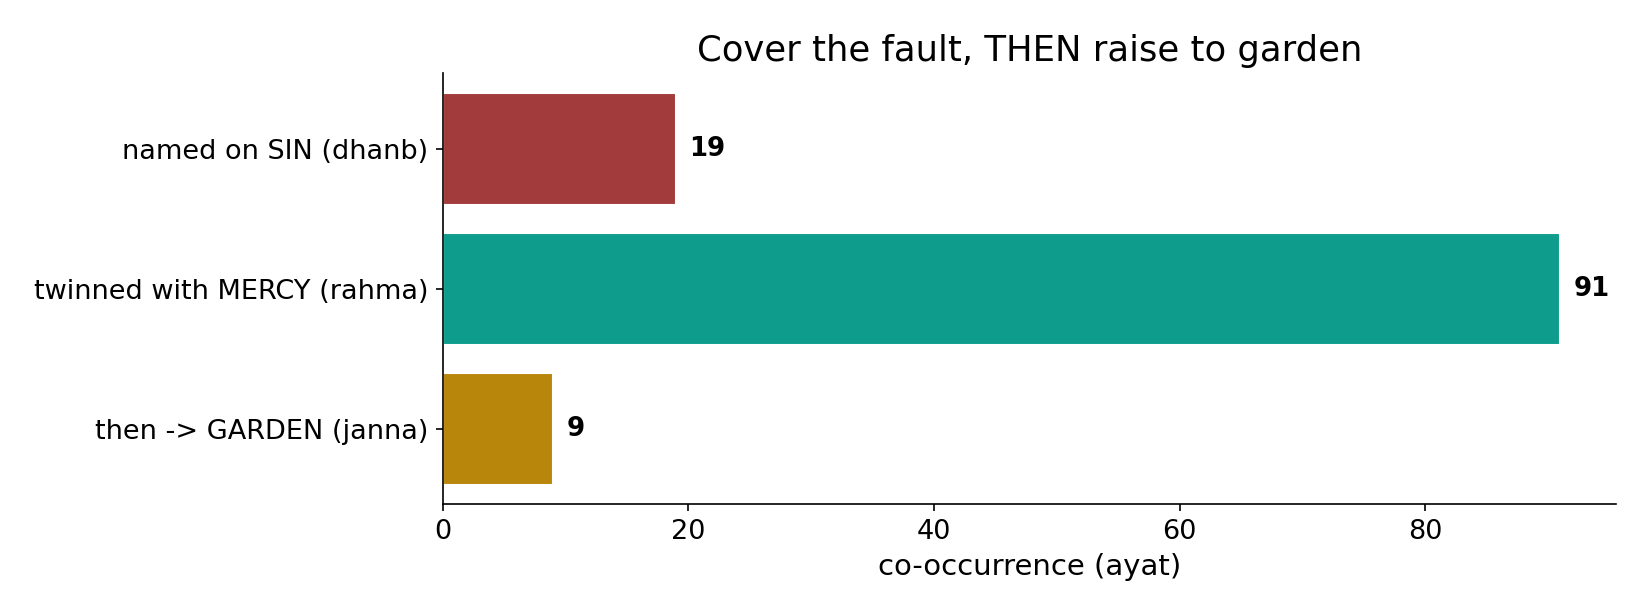 Cover the fault, THEN raise to garden
named on SIN (dhanb)
19
twinned with MERCY (rahma)
91
then -> GARDEN (janna)
9
0 20 40 60 80
co-occurrence (ayat)